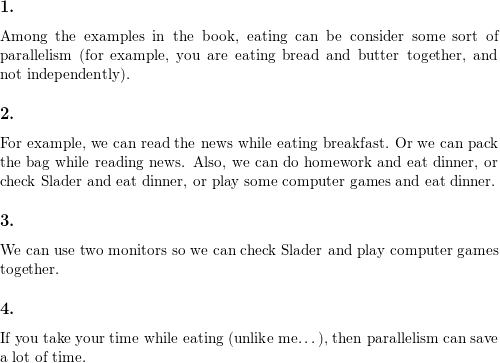 1.
Among the examples in the book, eating can be consider some sort of
parallelism (for example, you are eating bread and butter together, and
not independently).
2.
For example, we can read the news while eating breakfast. Or we can pack
the bag while reading news. Also, we can do homework and eat dinner, or
check Slader and eat dinner, or play some computer games and eat dinner.
3.
We can use two monitors so we can check Slader and play computer games
together.
4.
If you take your time while eating (unlike me...), then parallelism can save
a lot of time.